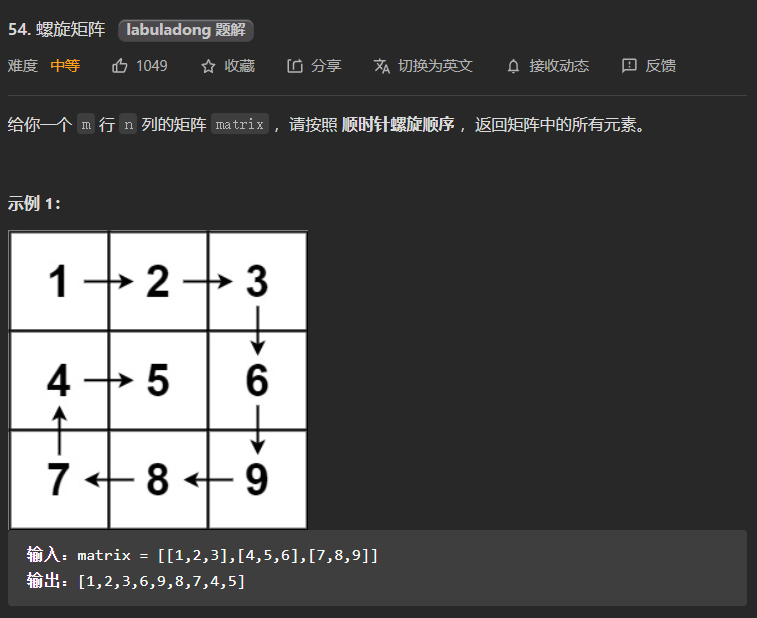 54. 螺旋矩阵 labuladong 题解
难度 中等 1049 收藏 分享 切换为英文 接收动态 反馈
给你一个 m 行 n 列的矩阵 matrix ，请按照 顺时针螺旋顺序 ，返回矩阵中的所有元素。
示例 1：
1 2 3
4 5 6
7 8 9
输入：matrix = [[1,2,3],[4,5,6],[7,8,9]]
输出：[1,2,3,6,9,8,7,4,5]